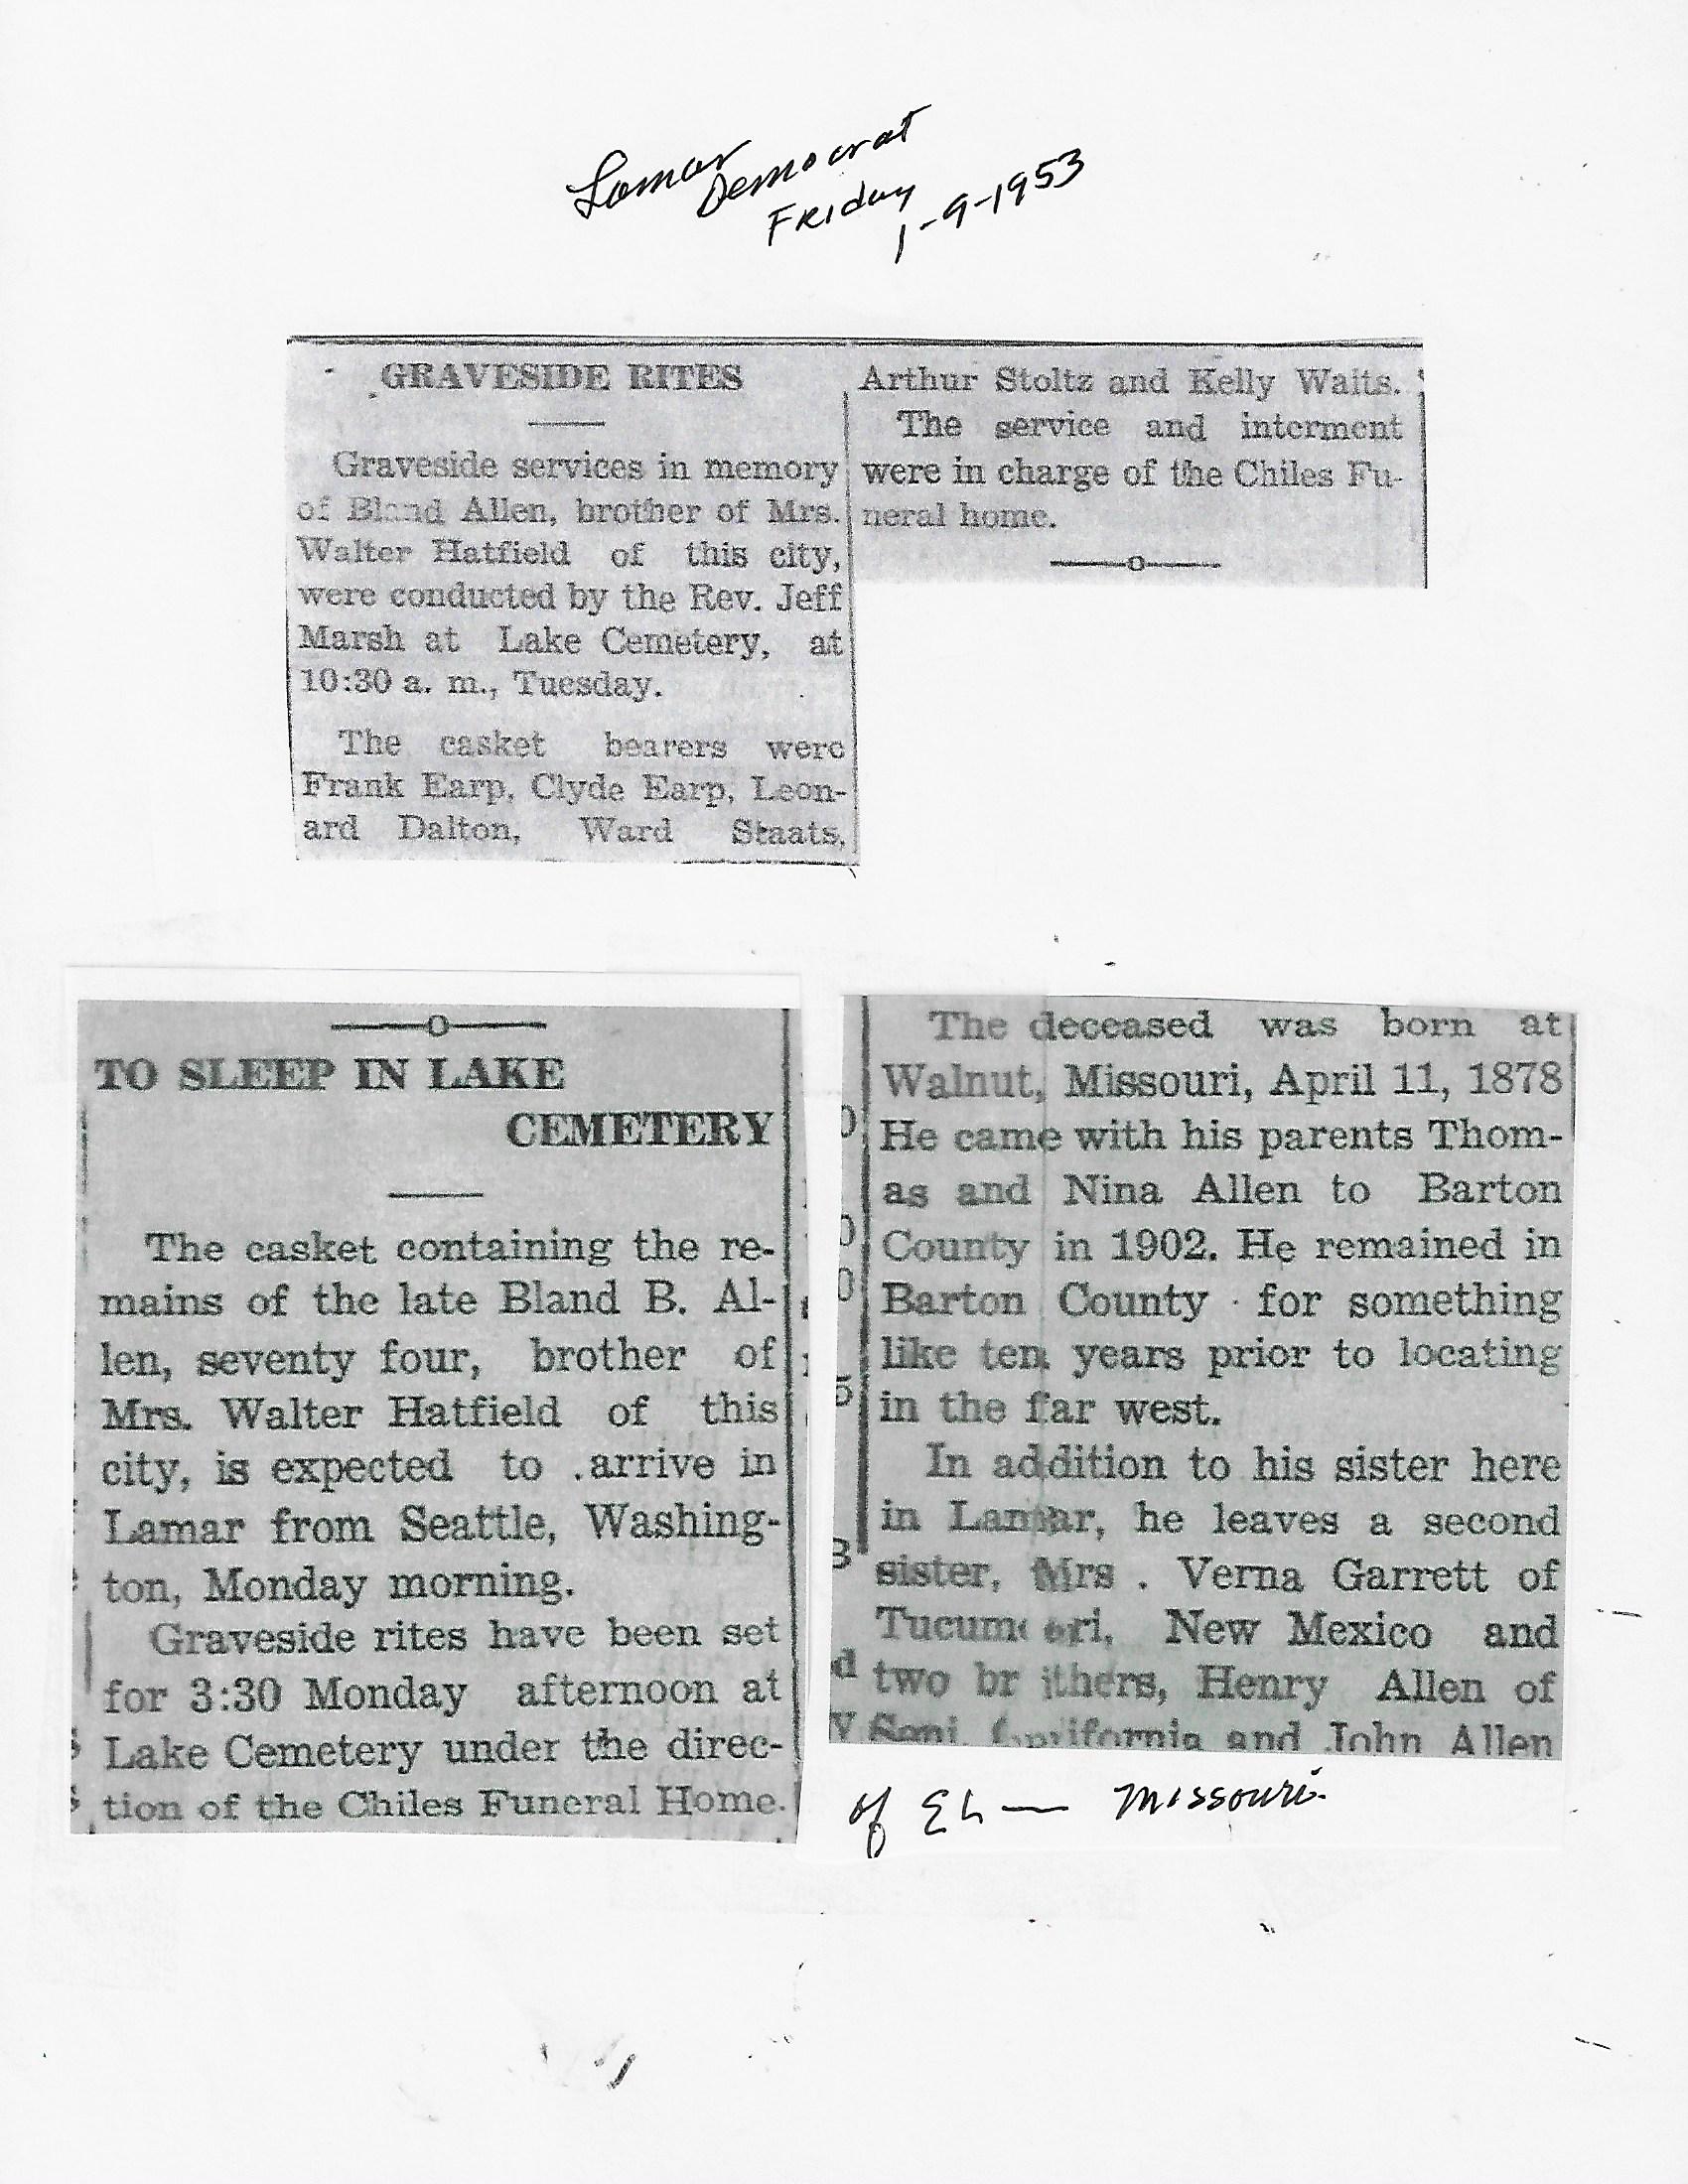 Lamar
Democrat
Friday
1-9-1953
GRAVESIDE RITES
Graveside services in memory
of Bland Allen, brother of Mrs.
Walter Hatfield of this city,
were conducted by the Rev. Jeff
Marsh at Lake Cemetery, at
10:30 a. m., Tuesday.
The casket bearers were
Frank Earp, Clyde Earp, Leon-
ard Dalton, Ward Staats,
Arthur Stoltz and Kelly Waits.
The service and interment
were in charge of the Chiles Fu-
neral home.
TO SLEEP IN LAKE
CEMETERY
The casket containing the re-
mains of the late Bland B. Al-
len, seventy four, brother of
Mrs. Walter Hatfield of this
city, is expected to arrive in
Lamar from Seattle, Washing-
ton, Monday morning.
Graveside rites have been set
for 3:30 Monday afternoon at
Lake Cemetery under the direc-
tion of the Chiles Funeral Home.
The deceased was born at
Walnut, Missouri, April 11, 1878
He came with his parents Thom-
as and Nina Allen to Barton
County in 1902. He remained in
Barton County for something
like ten years prior to locating
in the far west.
In addition to his sister here
in Lamar, he leaves a second
sister, Mrs . Verna Garrett of
New Mexico and
two brothers, Henry Allen of
California and John Allen
of Missouri.